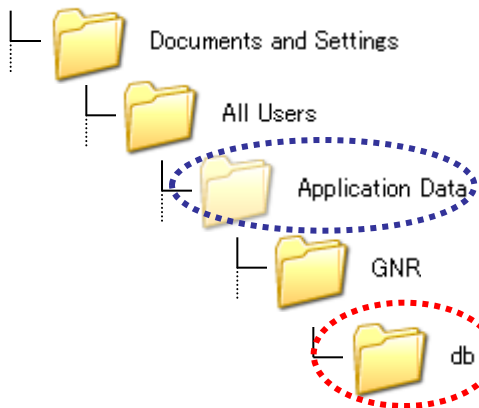 Documents and Settings
All Users
Application Data
GNR
db